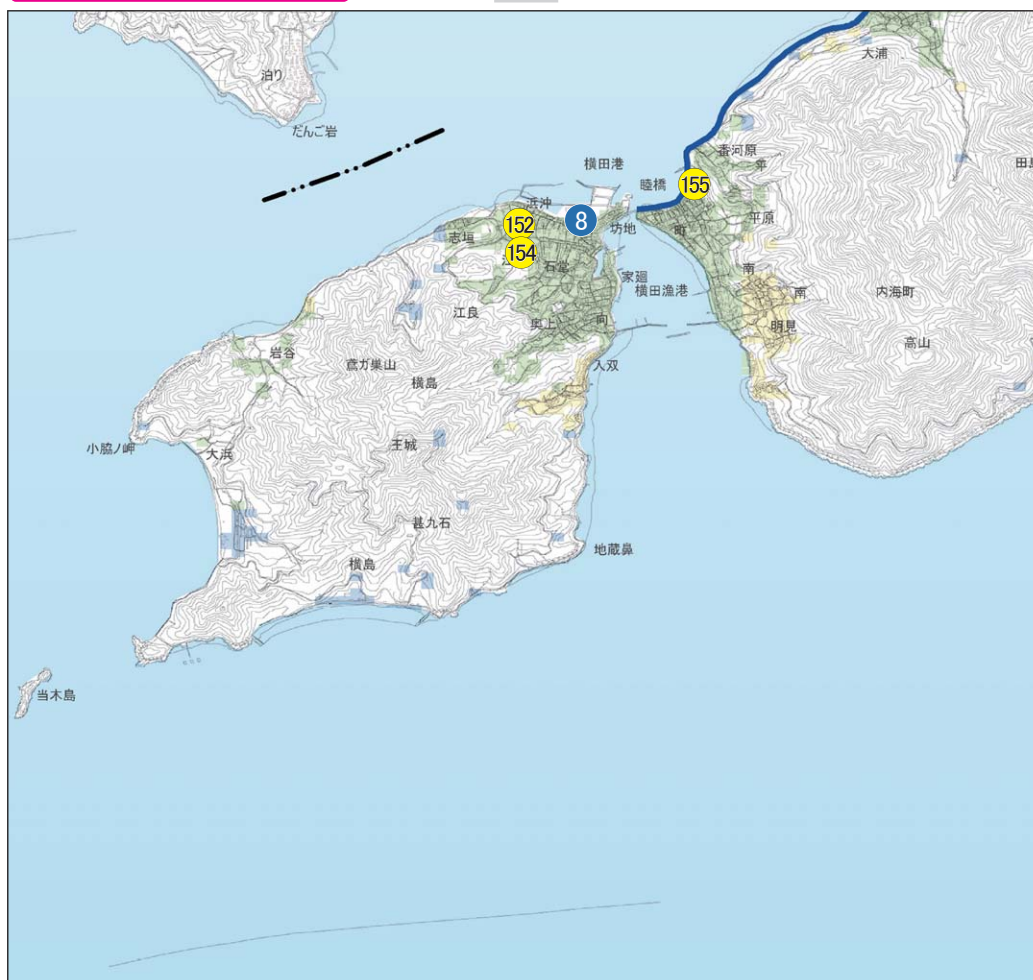 泊り
大浦
だんご岩
沓河原
横田港
睦橋
155
8
浜沖
152
志垣
坊地
町
平原
154
石堂
家廻
南
南
横田漁港
内海町
江良
奥上
向
明見
高山
岩谷
鳶ガ巣山
横島
入双
小脇ノ岬
大浜
王城
甚九石
横島
地蔵鼻
当木島